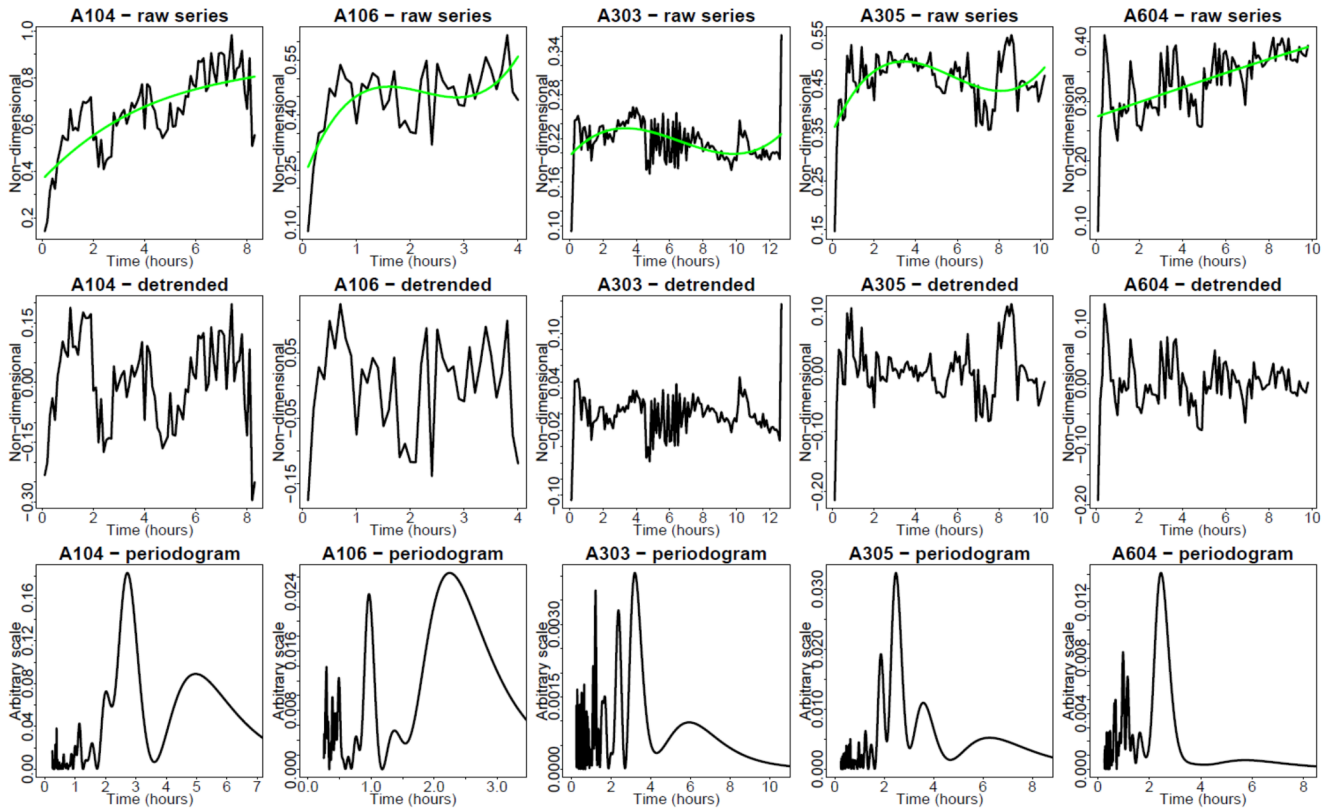 A104 − raw series
Non−dimensional
1.0
0.8
0.6
0.4
0.2
0 2 4 6 8
Time (hours)
A106 − raw series
Non−dimensional
0.55
0.40
0.25
0.10
0 1 2 3 4
Time (hours)
A303 − raw series
Non−dimensional
0.34
0.28
0.22
0.16
0.10
0 2 4 6 8 10 12
Time (hours)
A305 − raw series
Non−dimensional
0.55
0.45
0.35
0.25
0.15
0 2 4 6 8 10
Time (hours)
A604 − raw series
Non−dimensional
0.40
0.30
0.20
0.10
0 2 4 6 8 10
Time (hours)
A104 − detrended
Non−dimensional
0.15
0.00
−0.15
−0.30
0 2 4 6 8
Time (hours)
A106 − detrended
Non−dimensional
0.05
−0.05
−0.15
0 1 2 3 4
Time (hours)
A303 − detrended
Non−dimensional
0.10
0.04
−0.02
−0.10
0 2 4 6 8 10 12
Time (hours)
A305 − detrended
Non−dimensional
0.10
0.00
−0.10
−0.20
0 2 4 6 8 10
Time (hours)
A604 − detrended
Non−dimensional
0.10
0.00
−0.10
−0.20
0 2 4 6 8 10
Time (hours)
A104 − periodogram
Arbitrary scale
0.16
0.12
0.08
0.04
0.00
0 1 2 3 4 5 6 7
Time (hours)
A106 − periodogram
Arbitrary scale
0.024
0.016
0.008
0.000
0.0 1.0 2.0 3.0
Time (hours)
A303 − periodogram
Arbitrary scale
0.0030
0.0015
0.0000
0 2 4 6 8 10
Time (hours)
A305 − periodogram
Arbitrary scale
0.030
0.020
0.010
0.000
0 2 4 6 8
Time (hours)
A604 − periodogram
Arbitrary scale
0.012
0.008
0.004
0.000
0 2 4 6 8
Time (hours)